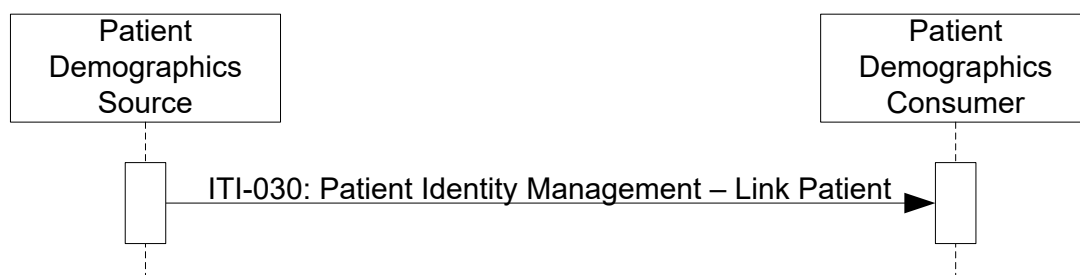 Patient
Demographics
Source
Patient
Demographics
Consumer
ITI-030: Patient Identity Management – Link Patient